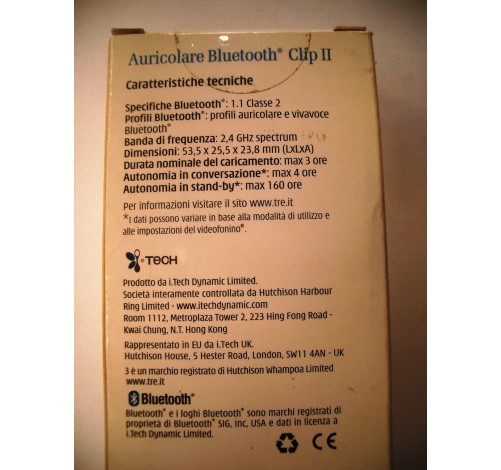 Auricolare Bluetooth® Clip II
Caratteristiche tecniche
Specifiche Bluetooth®: 1.1 Classe 2
Profili Bluetooth®: profili auricolare e vivavoce
Bluetooth®
Banda di frequenza: 2,4 GHz spectrum
Dimensioni: 53,5 x 25,5 x 23,8 mm (LxLxA)
Durata nominale del caricamento: max 3 ore
Autonomia in conversazione*: max 4 ore
Autonomia in stand-by*: max 160 ore
Per informazioni visitare il sito www.tre.it
*I dati possono variare in base alla modalità di utilizzo e
alle impostazioni del videofonino®.
i.TECH
Prodotto da i.Tech Dynamic Limited.
Società interamente controllata da Hutchison Harbour
Ring Limited - www.itechdynamic.com
Room 1112, Metroplaza Tower 2, 223 Hing Fong Road -
Kwai Chung, N.T. Hong Kong
Rappresentato in EU da i.Tech UK.
Hutchison House, 5 Hester Road, London, SW11 4AN - UK
3 è un marchio registrato di Hutchison Whampoa Limited
www.tre.it
Bluetooth®
Bluetooth® e i loghi Bluetooth® sono marchi registrati di
proprietà di Bluetooth® SIG, Inc, USA e dati in licenza a
i.Tech Dynamic Limited.
CE